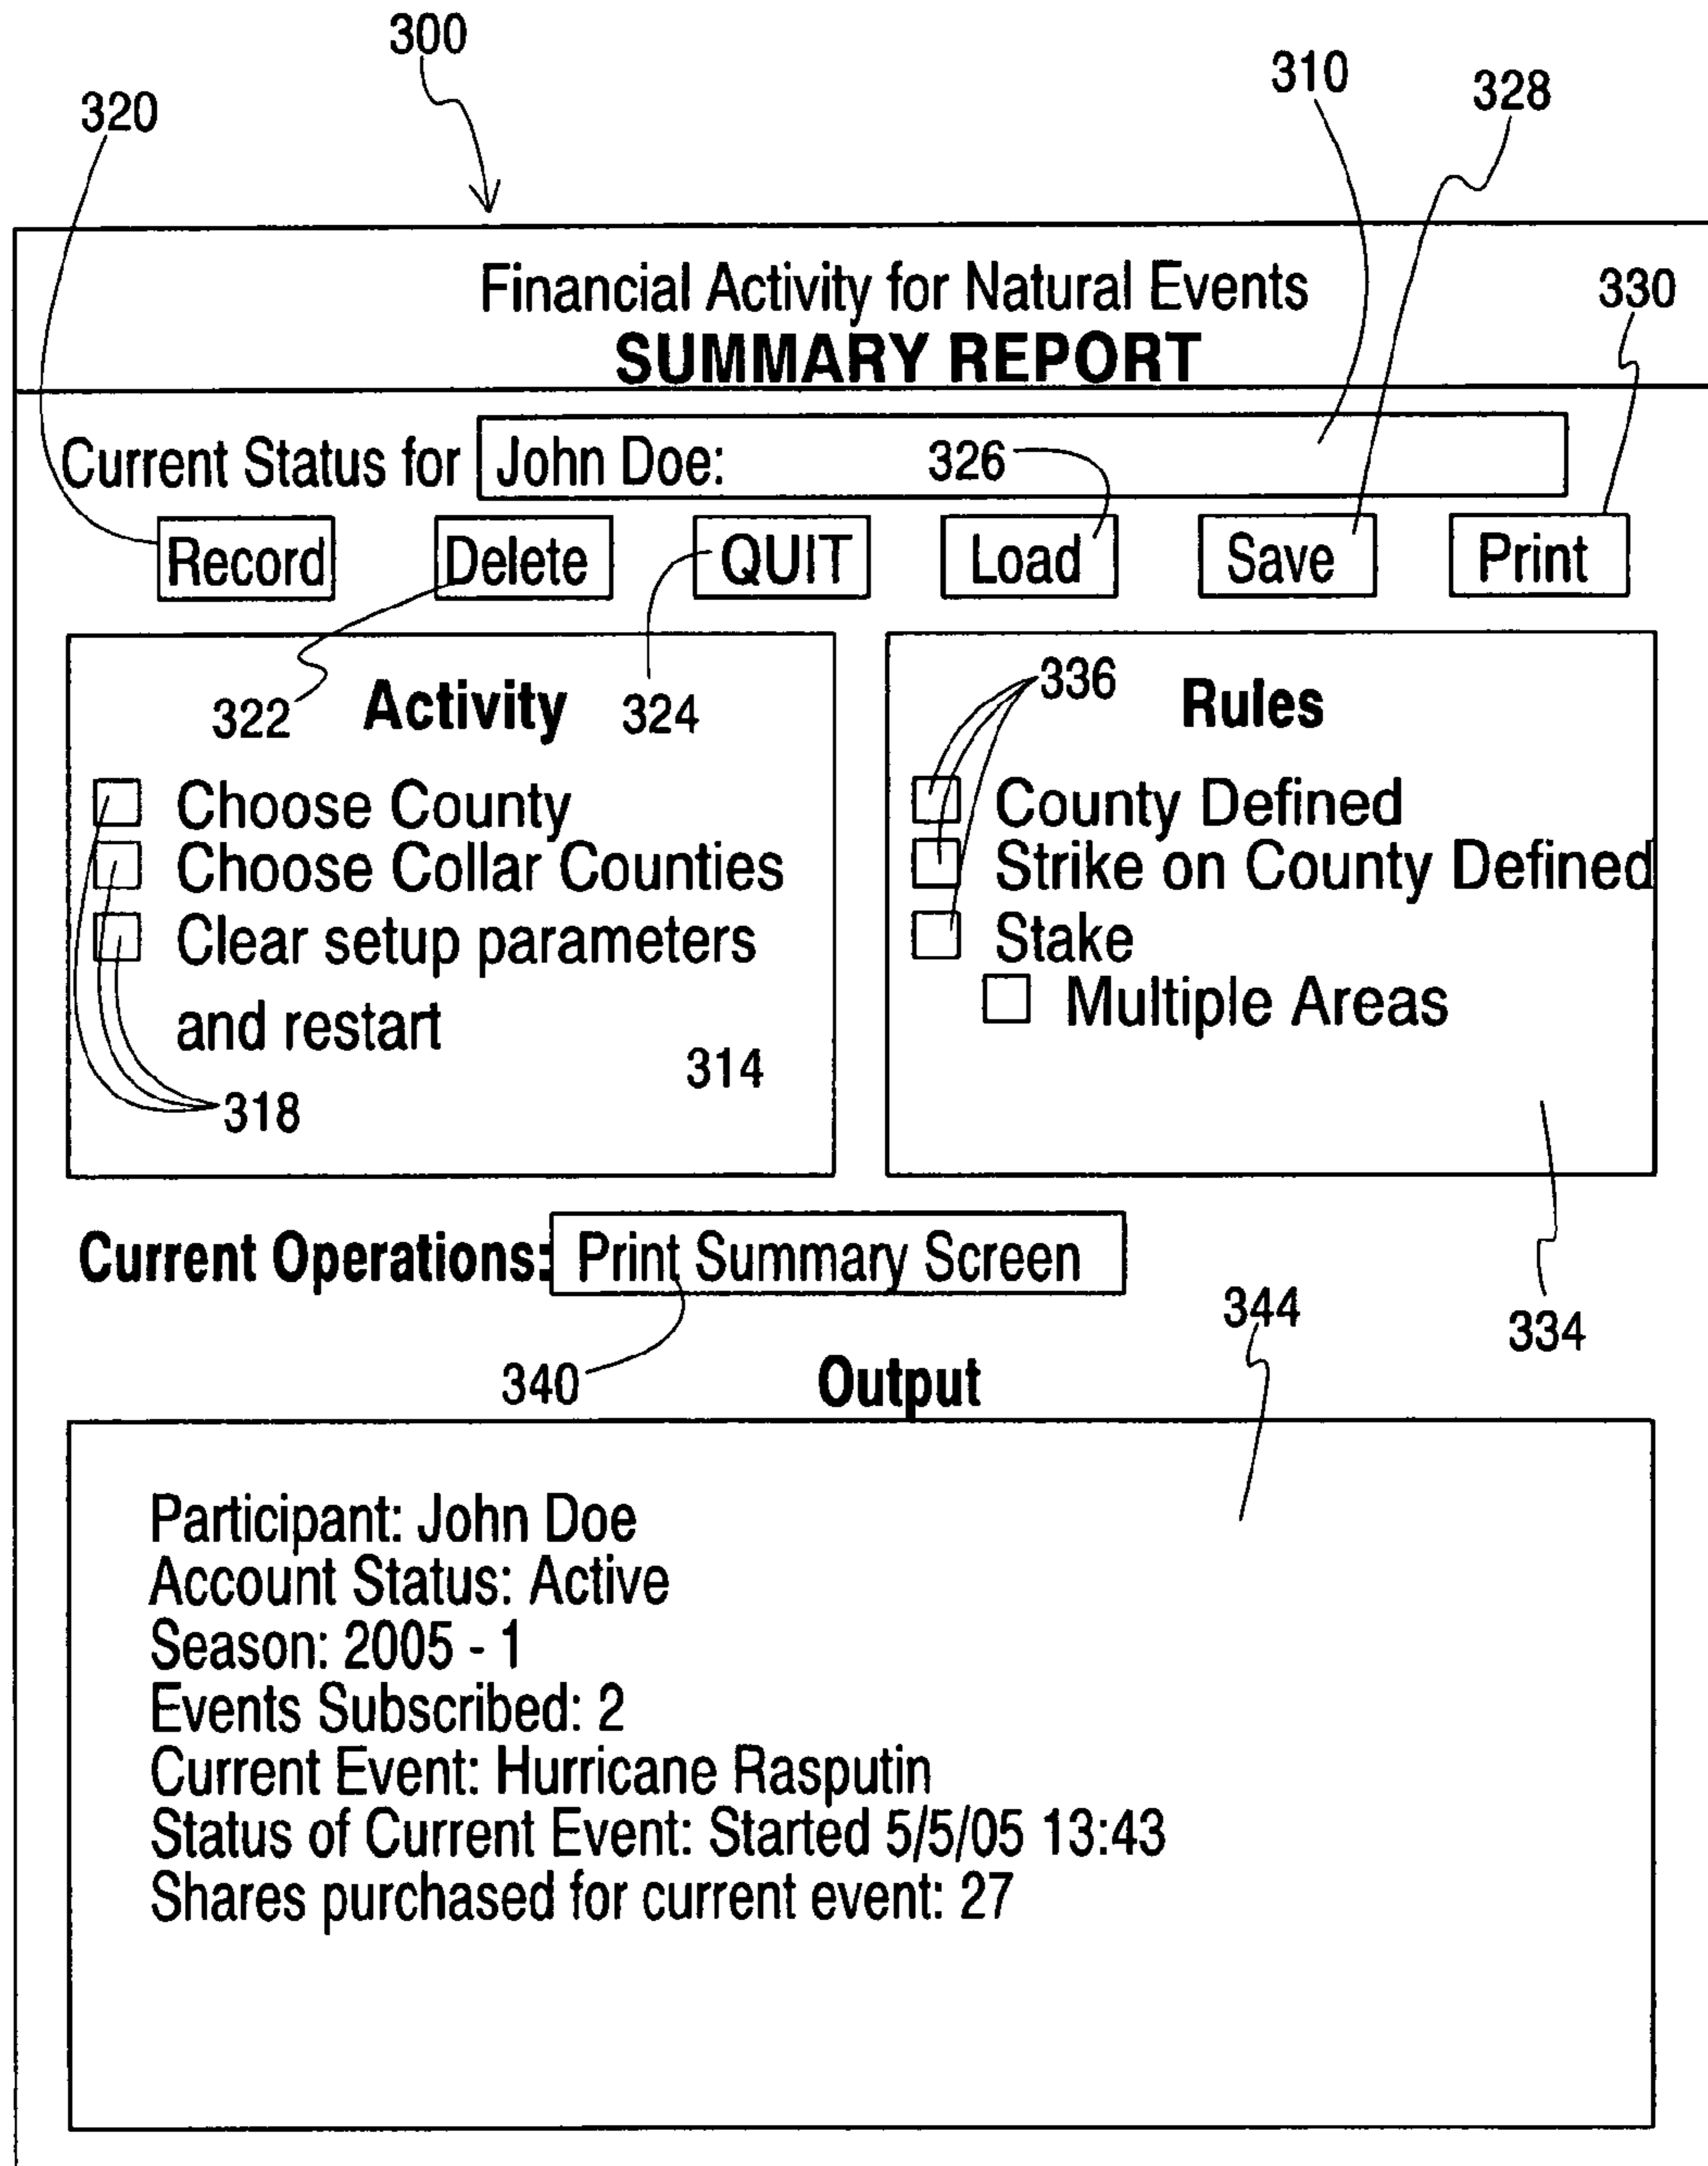 300
320
310
328
Financial Activity for Natural Events
330
SUMMARY REPORT
Current Status for John Doe:
326
Record Delete QUIT Load Save Print
322
Activity
324
336
Rules
Choose County
Choose Collar Counties
Clear setup parameters
and restart
314
318
County Defined
Strike on County Defined
Stake
Multiple Areas
Current Operations: Print Summary Screen
344
334
340
Output
Participant: John Doe
Account Status: Active
Season: 2005 - 1
Events Subscribed: 2
Current Event: Hurricane Rasputin
Status of Current Event: Started 5/5/05 13:43
Shares purchased for current event: 27